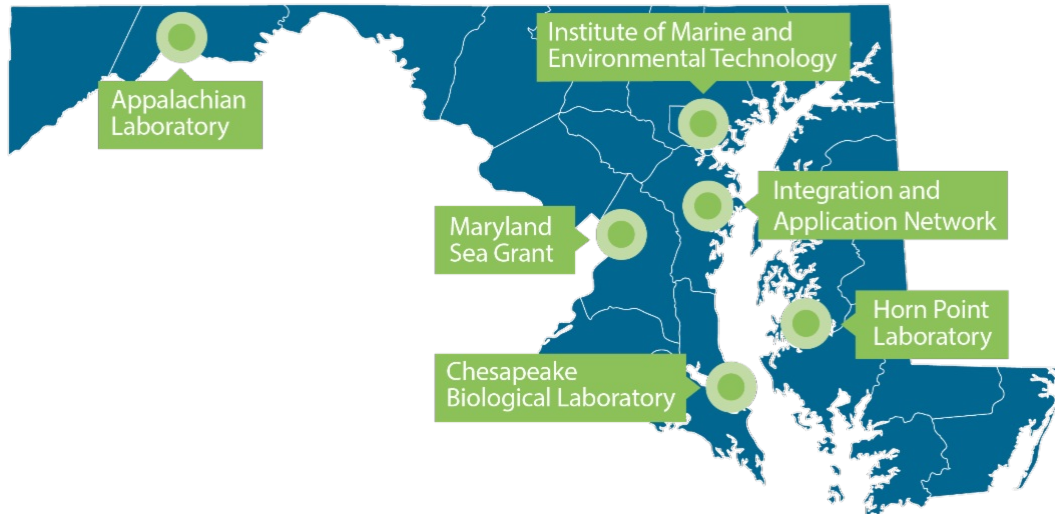 Institute of Marine and
Environmental Technology
Appalachian
Laboratory
Integration and
Application Network
Maryland
Sea Grant
Horn Point
Laboratory
Chesapeake
Biological Laboratory